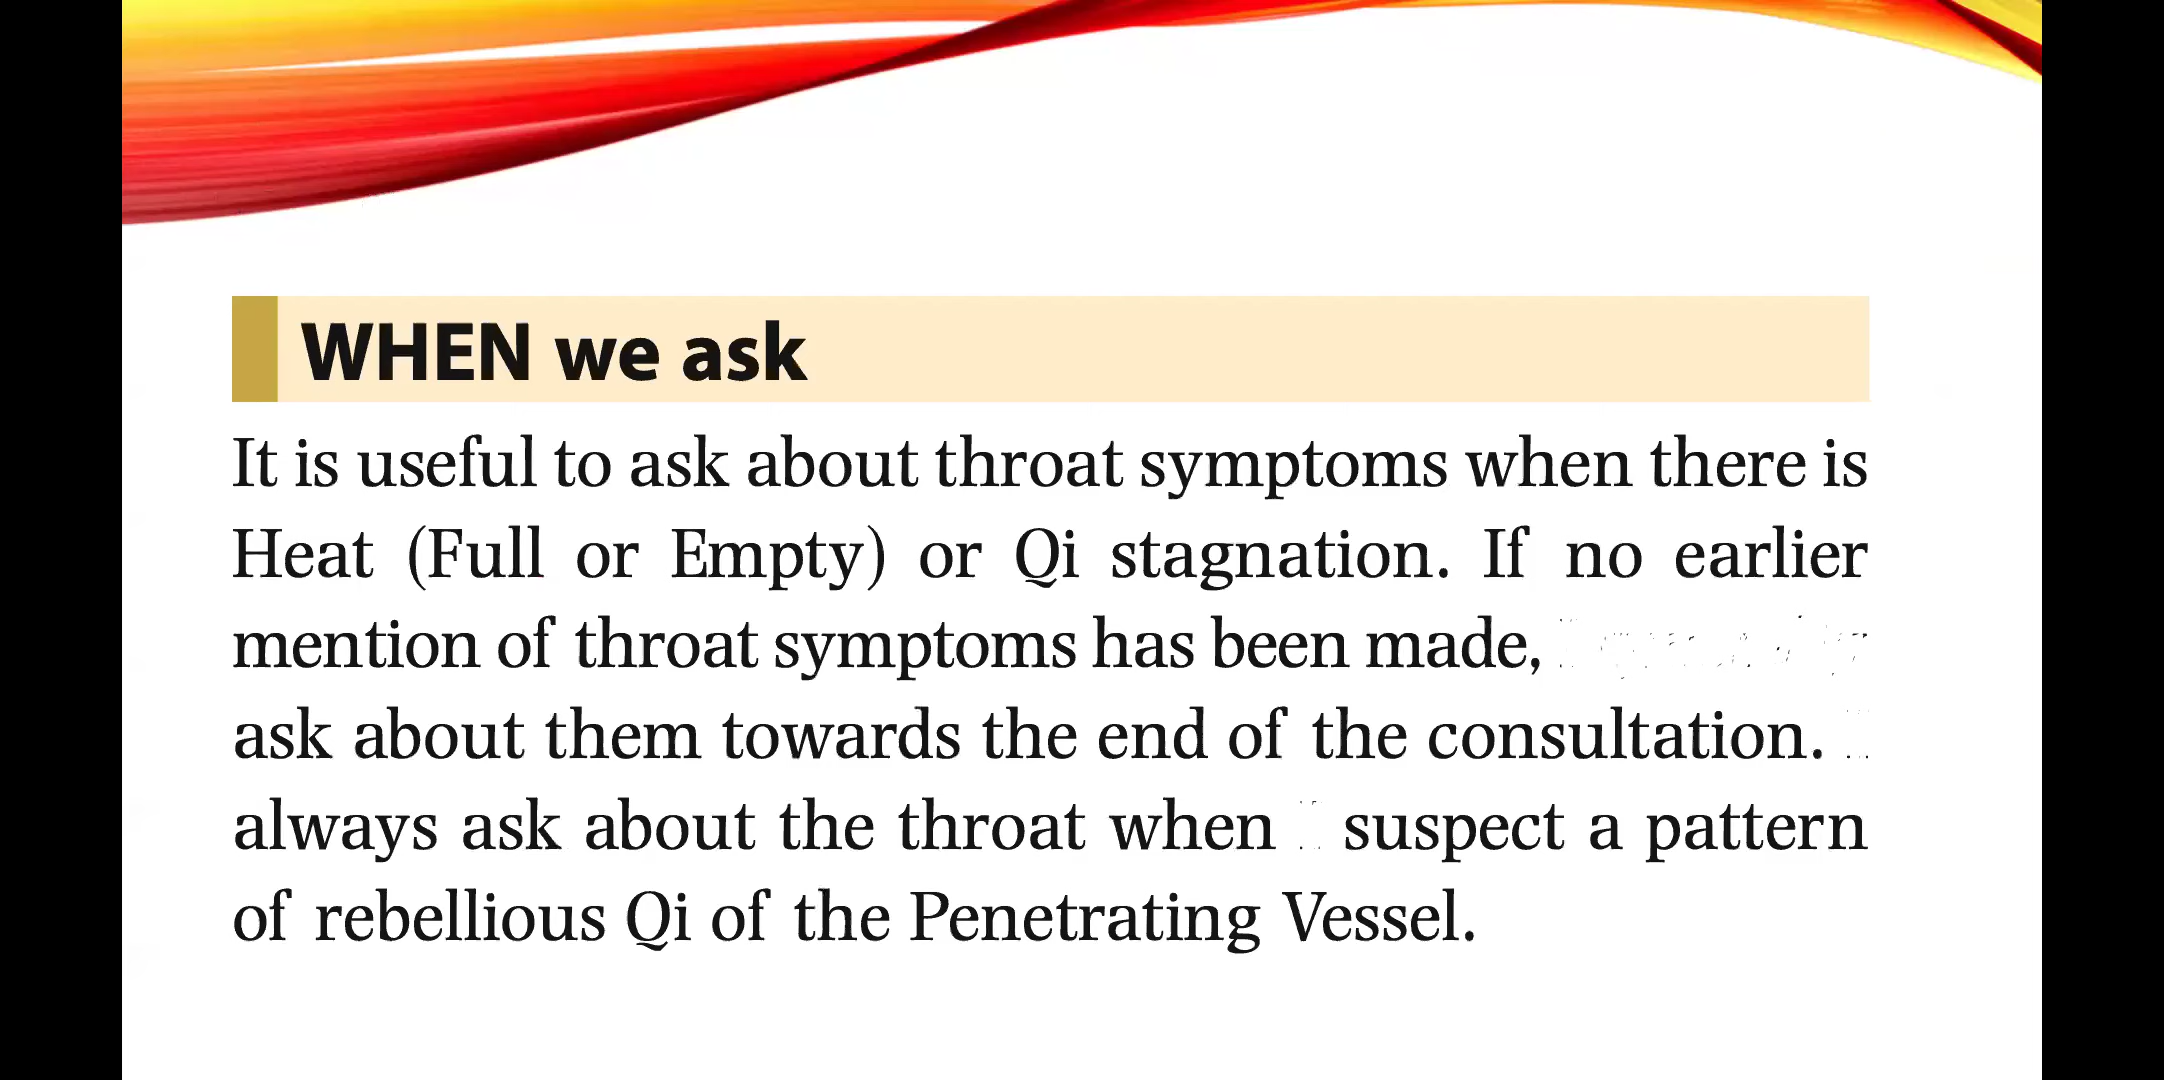 WHEN we ask
It is useful to ask about throat symptoms when there is
Heat (Full or Empty) or Qi stagnation. If no earlier
mention of throat symptoms has been made,
ask about them towards the end of the consultation.
always ask about the throat when suspect a pattern
of rebellious Qi of the Penetrating Vessel.